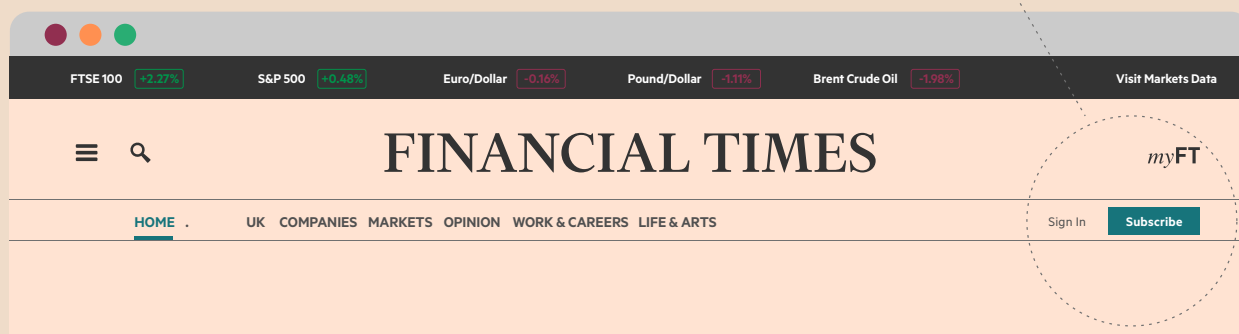 FTSE 100 +2.27% S&P 500 +0.48% Euro/Dollar -0.16% Pound/Dollar -1.11% Brent Crude Oil -1.98% Visit Markets Data
FINANCIAL TIMES
myFT
HOME . UK COMPANIES MARKETS OPINION WORK & CAREERS LIFE & ARTS Sign In Subscribe